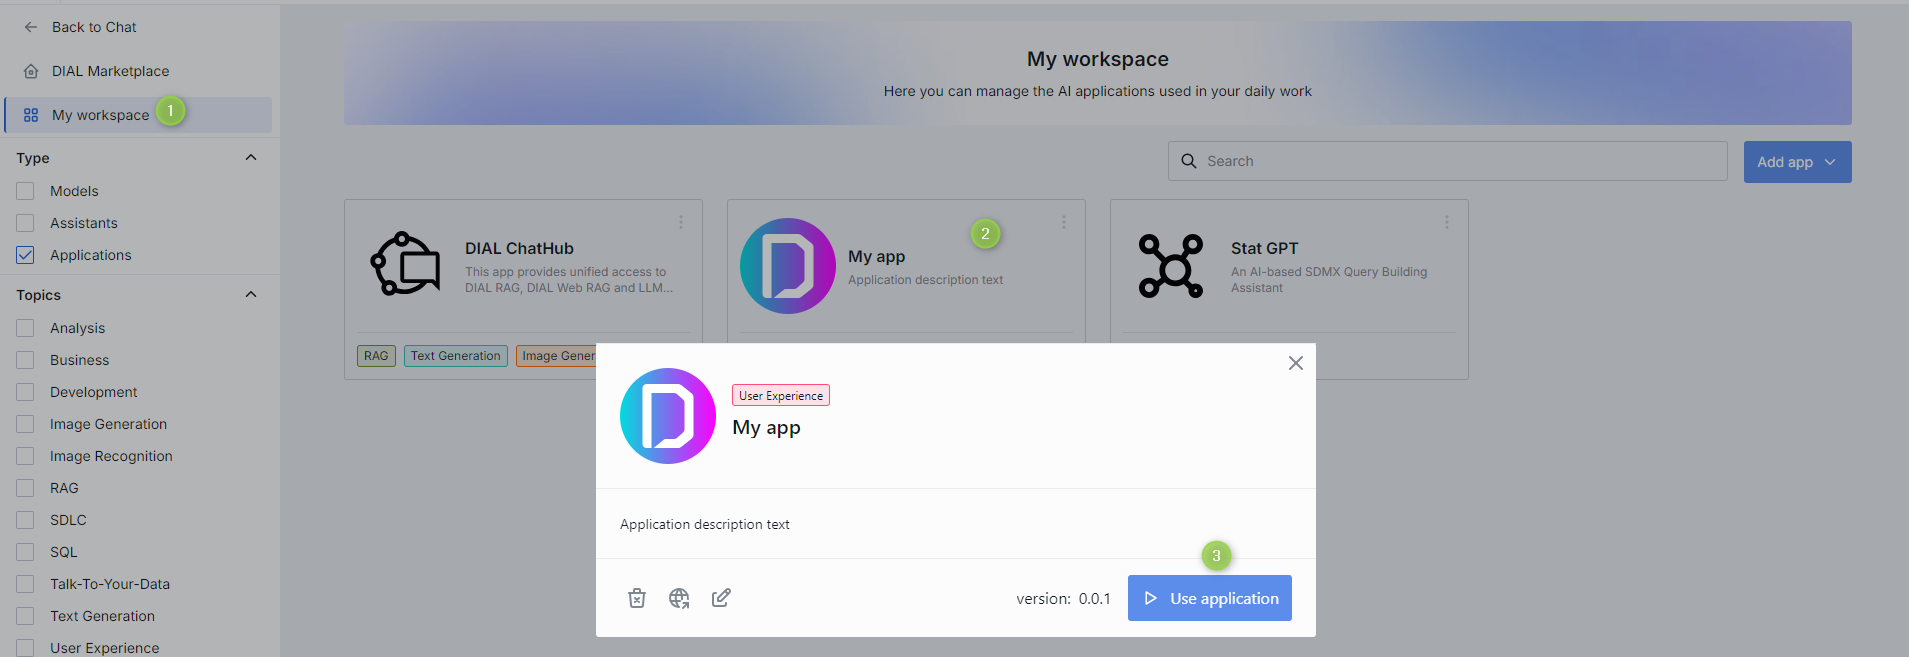 Back to Chat
DIAL Marketplace
My workspace 1
Type
Models
Assistants
Applications
Topics
Analysis
Business
Development
Image Generation
Image Recognition
RAG
SDLC
SQL
Talk-To-Your-Data
Text Generation
User Experience
My workspace
Here you can manage the AI applications used in your daily work
Search
Add app
DIAL ChatHub
This app provides unified access to
DIAL RAG, DIAL Web RAG and LLM...
RAG Text Generation Image Gener
2
My app
Application description text
Stat GPT
An AI-based SDMX Query Building
Assistant
User Experience
My app
Application description text
3
version: 0.0.1
Use application